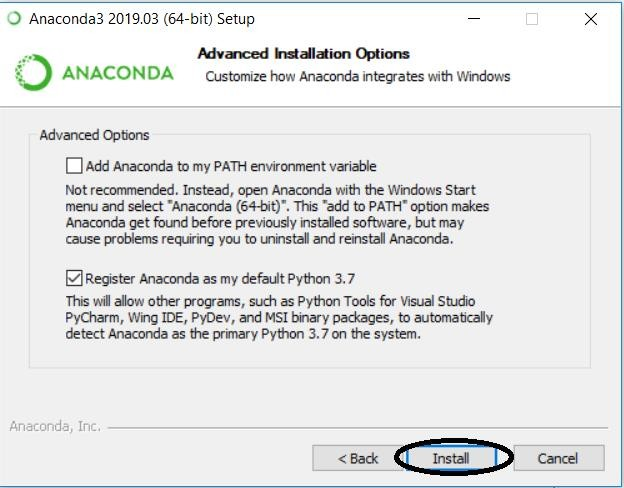 Anaconda3 2019.03 (64-bit) Setup
ANACONDA
Advanced Installation Options
Customize how Anaconda integrates with Windows
Advanced Options
Add Anaconda to my PATH environment variable
Not recommended. Instead, open Anaconda with the Windows Start
menu and select "Anaconda (64-bit)". This "add to PATH" option makes
Anaconda get found before previously installed software, but may
cause problems requiring you to uninstall and reinstall Anaconda.
Register Anaconda as my default Python 3.7
This will allow other programs, such as Python Tools for Visual Studio
PyCharm, Wing IDE, PyDev, and MSI binary packages, to automatically
detect Anaconda as the primary Python 3.7 on the system.
Anaconda, Inc.
< Back
Install
Cancel